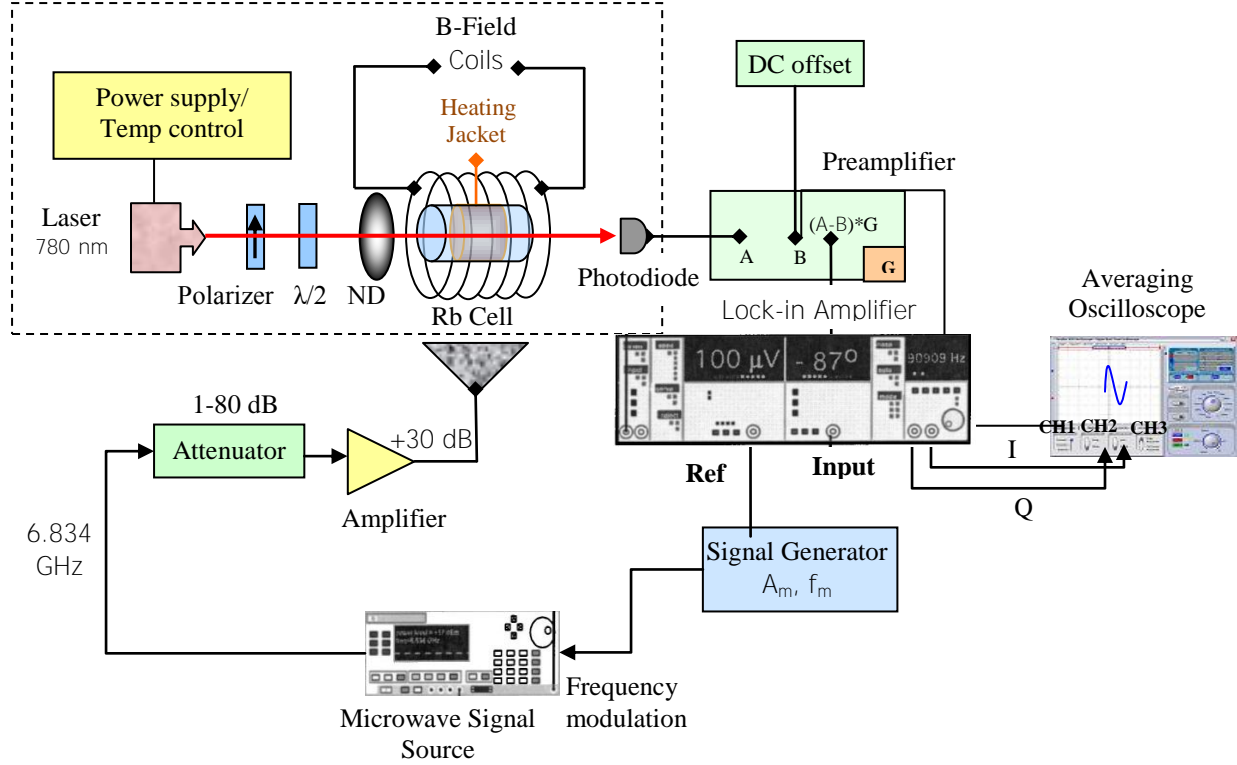 B-Field
Coils
DC offset
Power supply/
Temp control
Heating
Jacket
Preamplifier
Laser
780 nm
(A-B)*G
A
B
G
Photodiode
Polarizer
λ/2
ND
Rb Cell
Lock-in Amplifier
Averaging
Oscilloscope
100 μV
- 87º
90909 Hz
1-80 dB
Attenuator
+30 dB
Amplifier
CH1
CH2
CH3
Ref
Input
I
Q
6.834
GHz
Signal Generator
Aₘ, fₘ
Frequency
modulation
Microwave Signal
Source